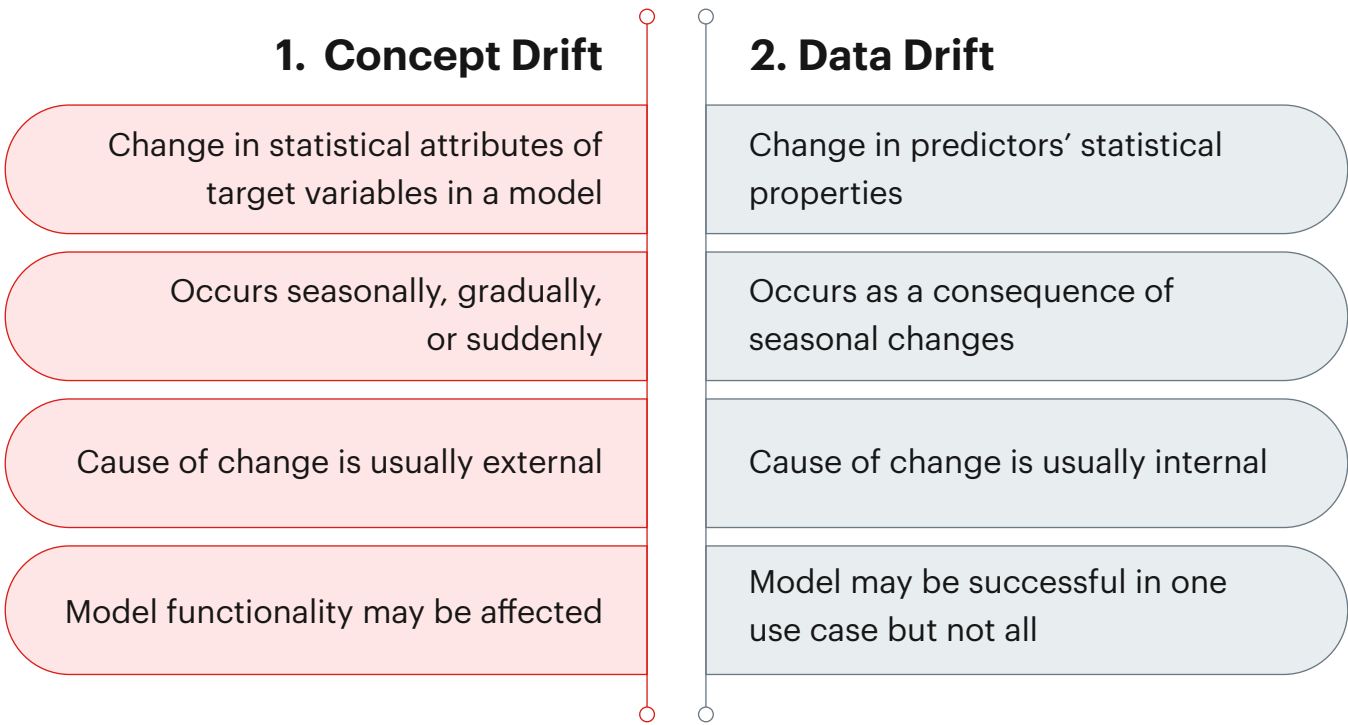 1. Concept Drift
Change in statistical attributes of
target variables in a model
Occurs seasonally, gradually,
or suddenly
Cause of change is usually external
Model functionality may be affected
2. Data Drift
Change in predictors’ statistical
properties
Occurs as a consequence of
seasonal changes
Cause of change is usually internal
Model may be successful in one
use case but not all